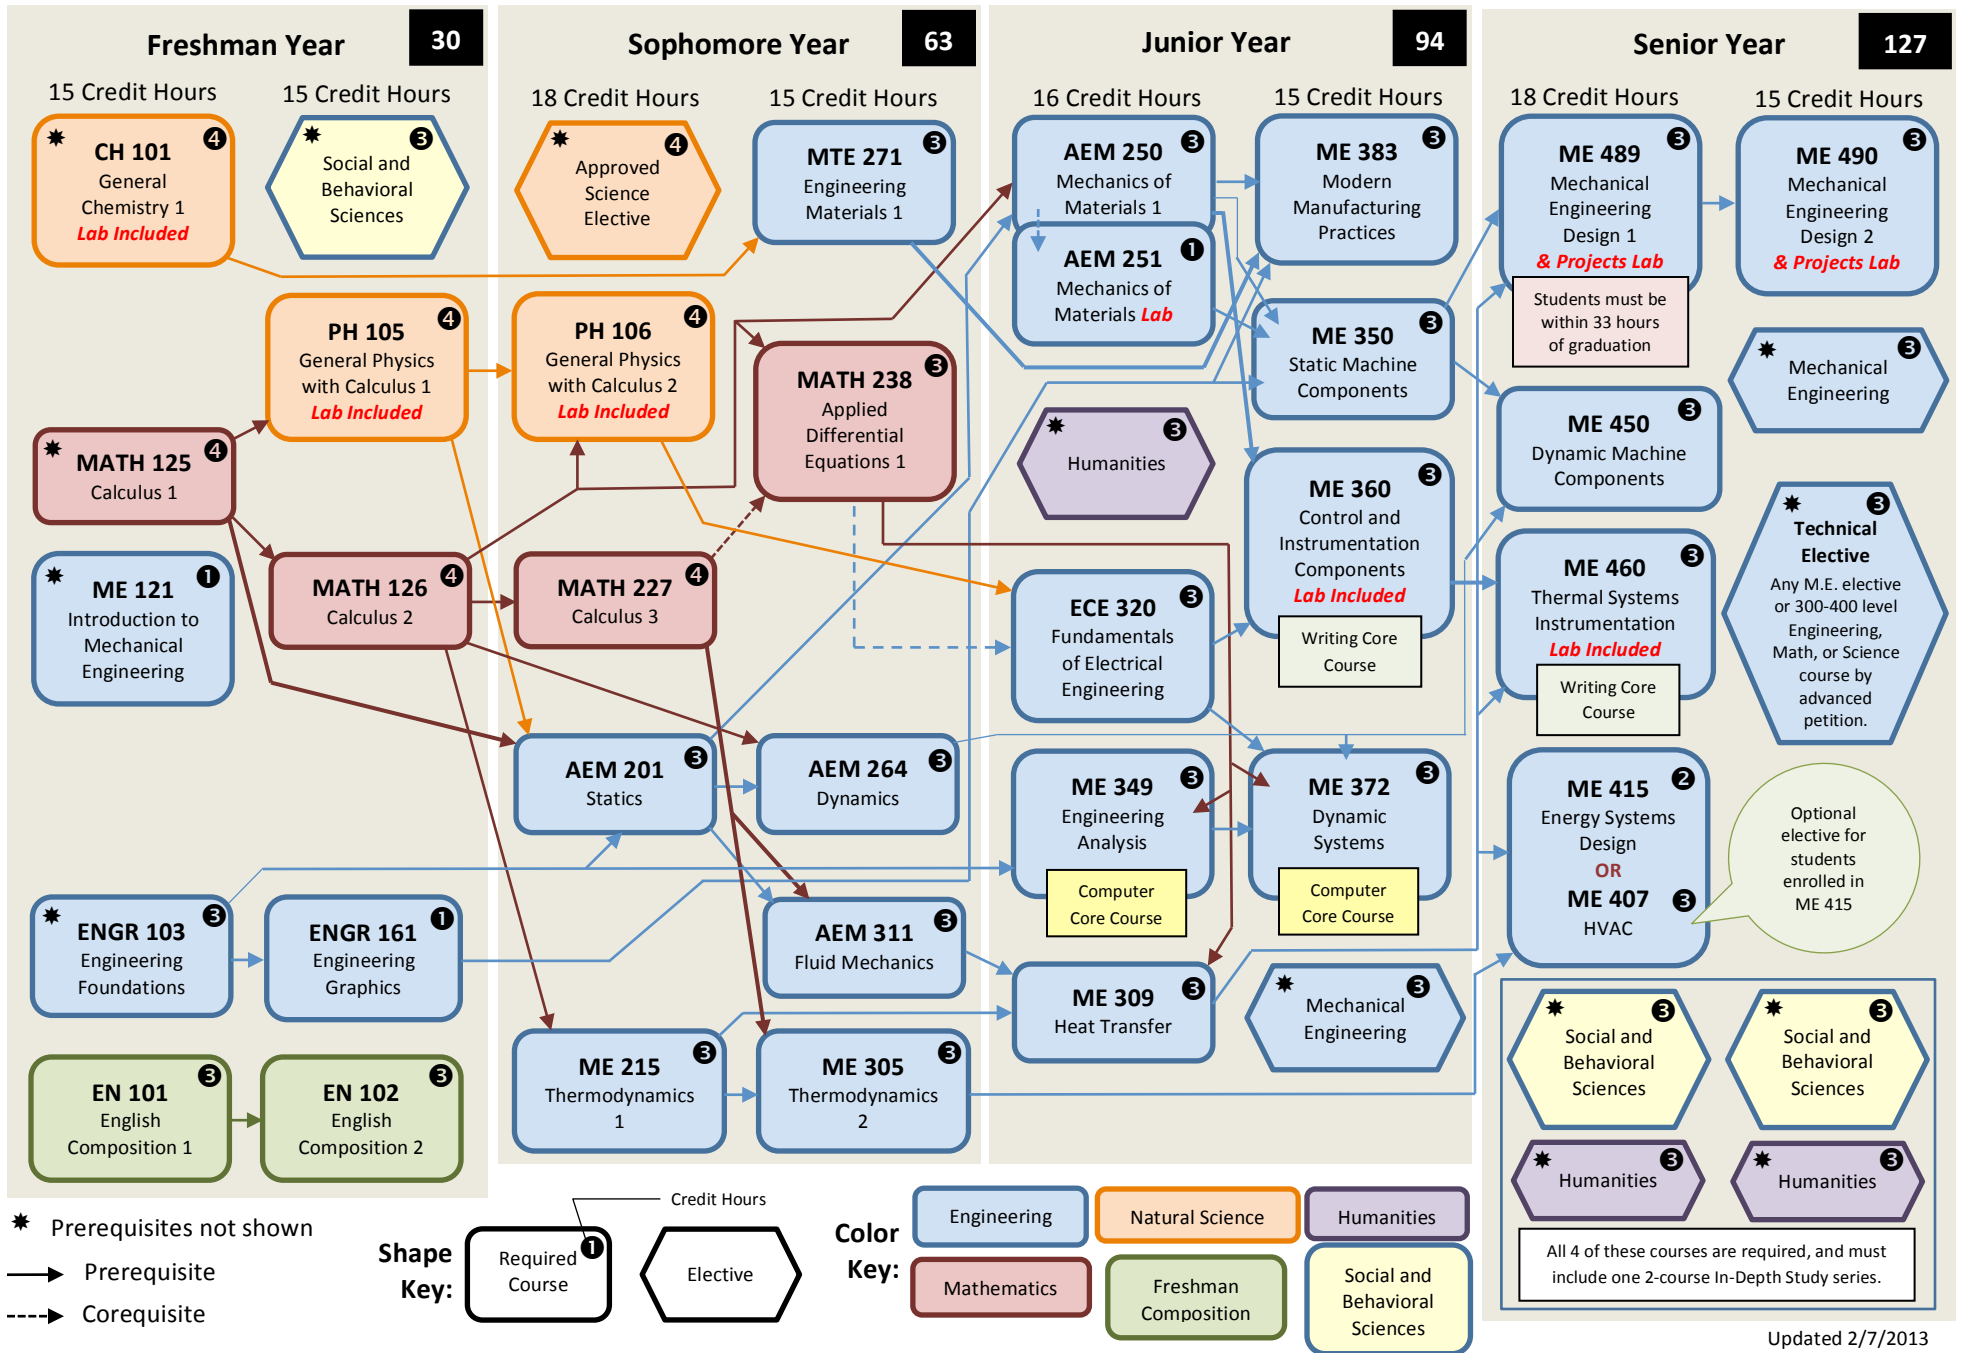 Freshman Year
30
15 Credit Hours
15 Credit Hours
CH 101
4
General
Chemistry 1
Lab Included
3
Social and
Behavioral
Sciences
PH 105
4
General Physics
with Calculus 1
Lab Included
MATH 125
4
Calculus 1
ME 121
1
Introduction to
Mechanical
Engineering
MATH 126
4
Calculus 2
ENGR 103
3
Engineering
Foundations
ENGR 161
1
Engineering
Graphics
EN 101
3
English
Composition 1
EN 102
3
English
Composition 2
Sophomore Year
63
18 Credit Hours
15 Credit Hours
4
Approved
Science
Elective
MTE 271
3
Engineering
Materials 1
PH 106
4
General Physics
with Calculus 2
Lab Included
MATH 238
3
Applied
Differential
Equations 1
MATH 227
4
Calculus 3
AEM 201
3
Statics
AEM 264
3
Dynamics
AEM 311
3
Fluid Mechanics
ME 215
3
Thermodynamics
1
ME 305
3
Thermodynamics
2
Junior Year
94
16 Credit Hours
15 Credit Hours
AEM 250
3
Mechanics of
Materials 1
AEM 251
1
Mechanics of
Materials Lab
ME 383
3
Modern
Manufacturing
Practices
ME 350
3
Static Machine
Components
3
Humanities
ME 360
3
Control and
Instrumentation
Components
Lab Included
Writing Core
Course
ECE 320
3
Fundamentals
of Electrical
Engineering
ME 349
3
Engineering
Analysis
Computer
Core Course
ME 372
3
Dynamic
Systems
Computer
Core Course
ME 309
3
Heat Transfer
3
Mechanical
Engineering
Senior Year
127
18 Credit Hours
15 Credit Hours
ME 489
3
Mechanical
Engineering
Design 1
& Projects Lab
Students must be
within 33 hours
of graduation
ME 490
3
Mechanical
Engineering
Design 2
& Projects Lab
3
Mechanical
Engineering
ME 450
3
Dynamic Machine
Components
3
Technical
Elective
Any M.E. elective
or 300-400 level
Engineering,
Math, or Science
course by
advanced
petition.
ME 460
3
Thermal Systems
Instrumentation
Lab Included
Writing Core
Course
ME 415
2
Energy Systems
Design
OR
ME 407
3
HVAC
Optional
elective for
students
enrolled in
ME 415
3
Social and
Behavioral
Sciences
3
Social and
Behavioral
Sciences
3
Humanities
3
Humanities
All 4 of these courses are required, and must
include one 2-course In-Depth Study series.
Prerequisites not shown
Prerequisite
Corequisite
Shape
Key:
Credit Hours
1
Required
Course
Elective
Color
Key:
Engineering
Natural Science
Humanities
Mathematics
Freshman
Composition
Social and
Behavioral
Sciences
Updated 2/7/2013